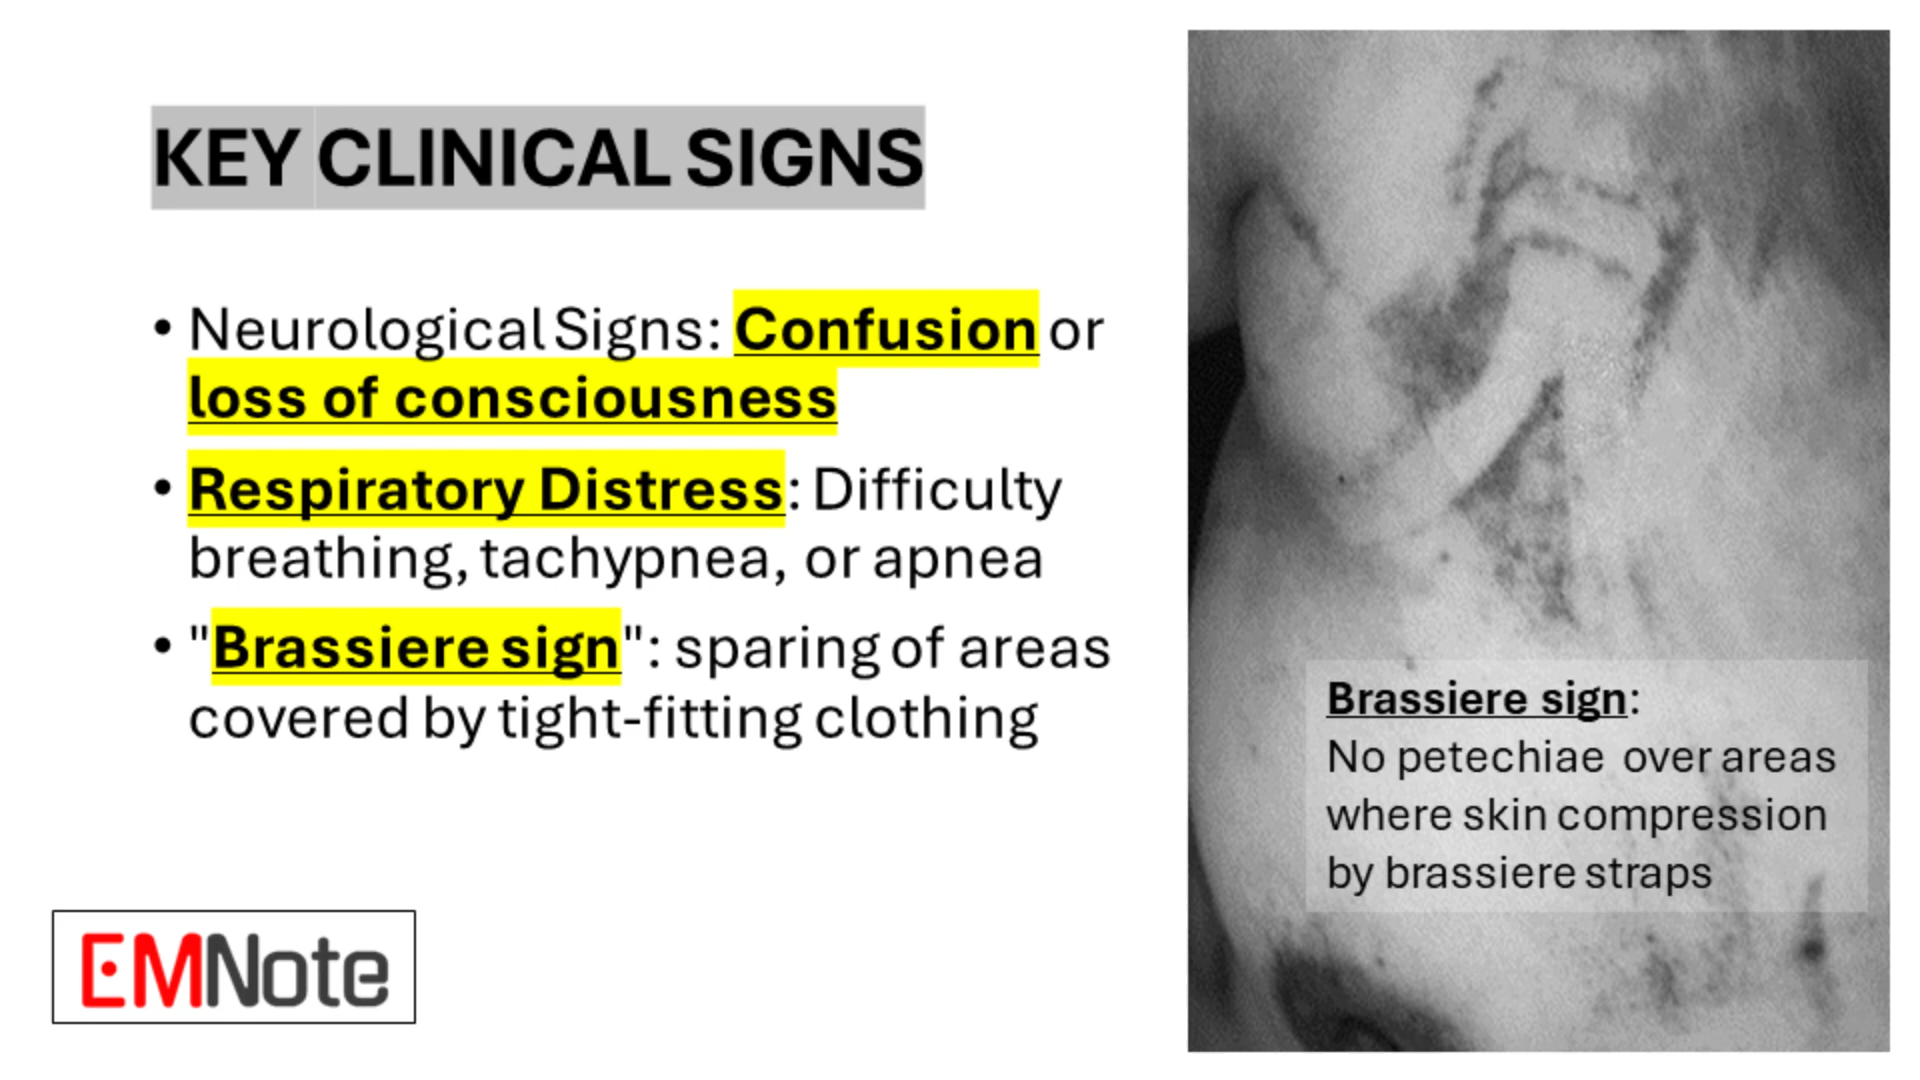 KEY CLINICAL SIGNS
• Neurological Signs: Confusion or
loss of consciousness
• Respiratory Distress: Difficulty
breathing, tachypnea, or apnea
• "Brassiere sign": sparing of areas
covered by tight-fitting clothing
Brassiere sign:
No petechiae over areas
where skin compression
by brassiere straps
EMNote